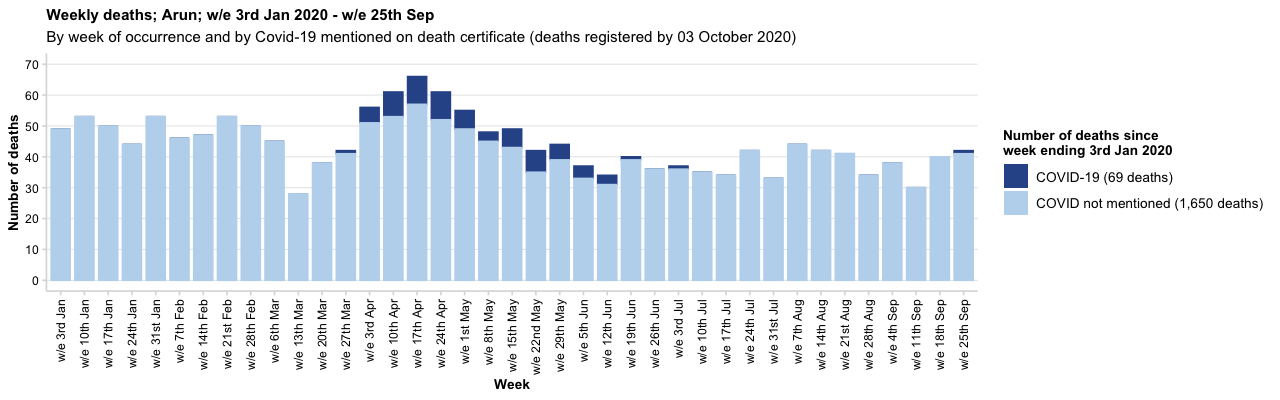 Weekly deaths; Arun; w/e 3rd Jan 2020 - w/e 25th Sep
By week of occurrence and by Covid-19 mentioned on death certificate (deaths registered by 03 October 2020)
Number of deaths
70
60
50
40
30
20
10
0
w/e 3rd Jan
w/e 10th Jan
w/e 17th Jan
w/e 24th Jan
w/e 31st Jan
w/e 7th Feb
w/e 14th Feb
w/e 21st Feb
w/e 28th Feb
w/e 6th Mar
w/e 13th Mar
w/e 20th Mar
w/e 27th Mar
w/e 3rd Apr
w/e 10th Apr
w/e 17th Apr
w/e 24th Apr
w/e 1st May
w/e 8th May
w/e 15th May
w/e 22nd May
w/e 29th May
w/e 5th Jun
w/e 12th Jun
w/e 19th Jun
w/e 26th Jun
w/e 3rd Jul
w/e 10th Jul
w/e 17th Jul
w/e 24th Jul
w/e 31st Jul
w/e 7th Aug
w/e 14th Aug
w/e 21st Aug
w/e 28th Aug
w/e 4th Sep
w/e 11th Sep
w/e 18th Sep
w/e 25th Sep
Week
Number of deaths since
week ending 3rd Jan 2020
COVID-19 (69 deaths)
COVID not mentioned (1,650 deaths)